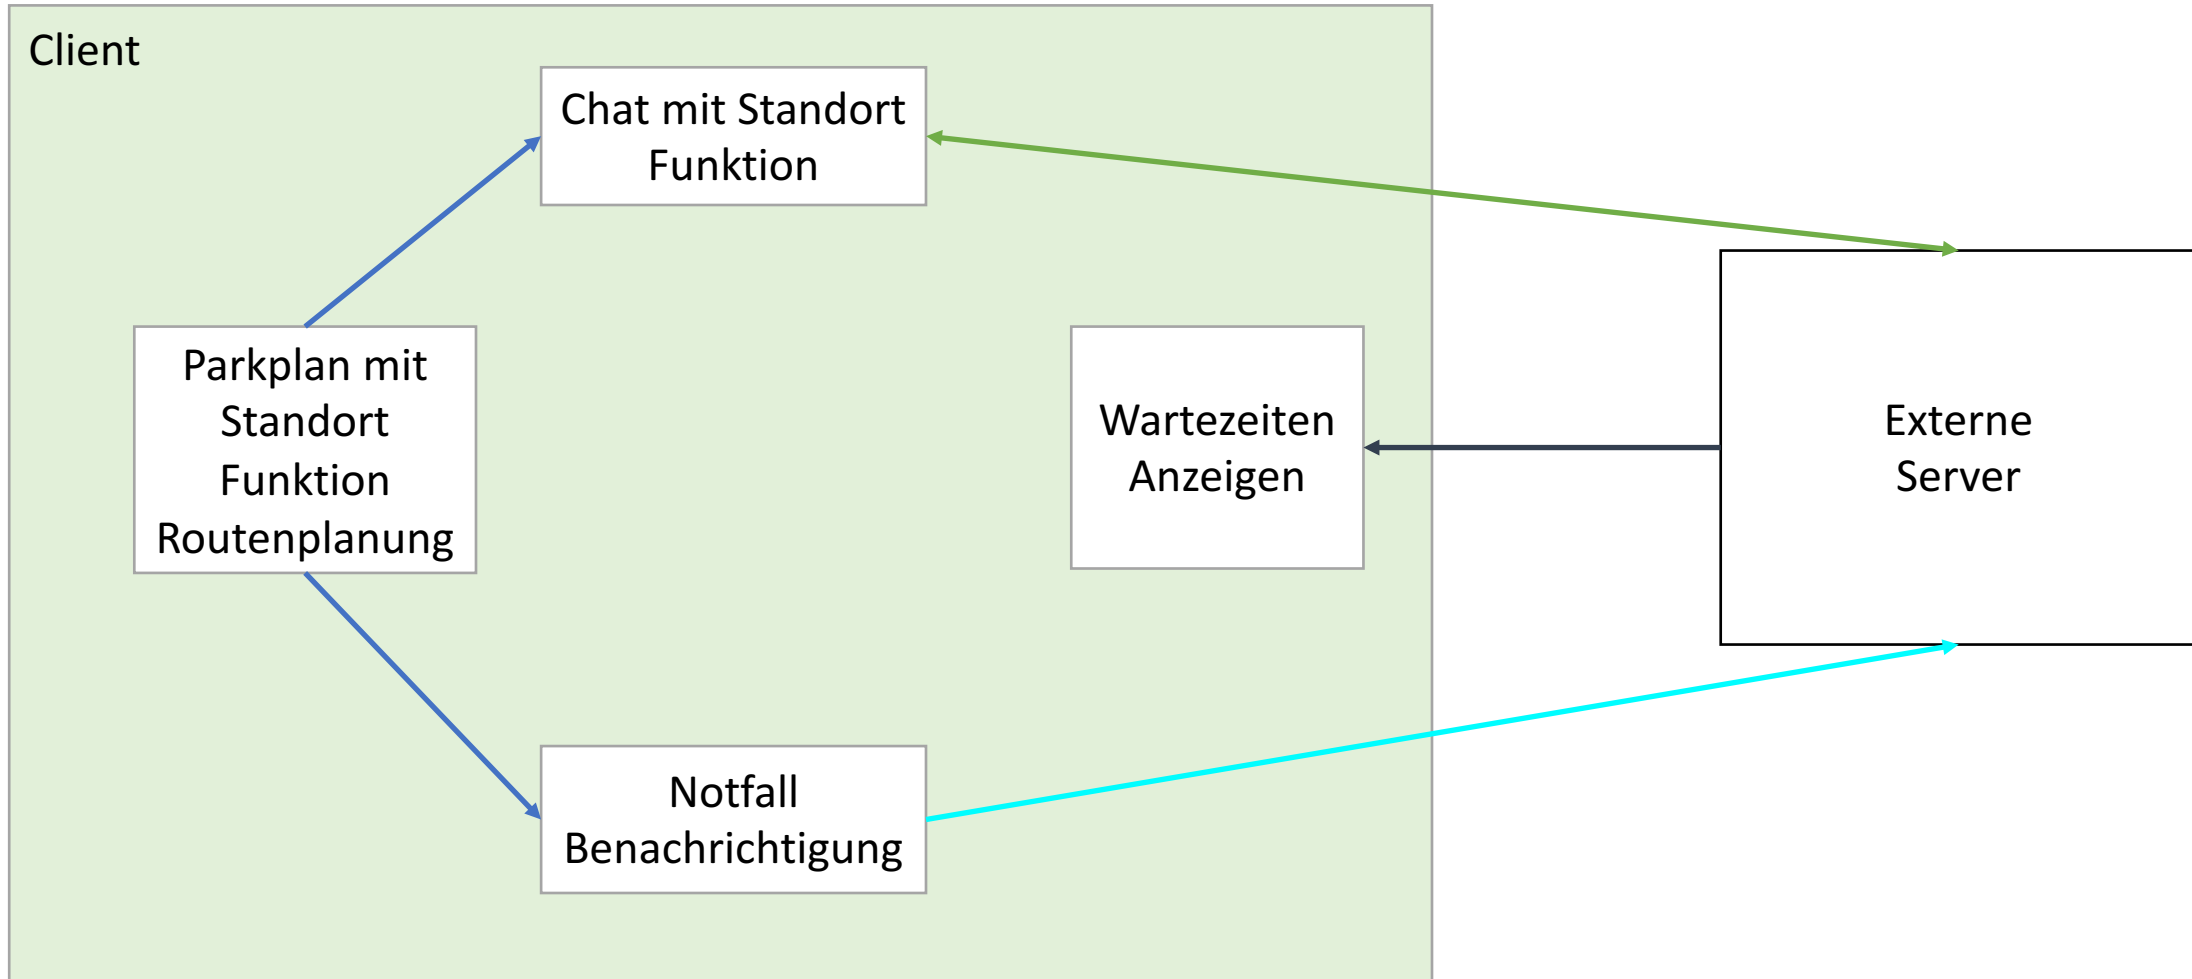 Client
Chat mit Standort
Funktion
Parkplan mit
Standort
Funktion
Routenplanung
Wartezeiten
Anzeigen
Externe
Server
Notfall
Benachrichtigung